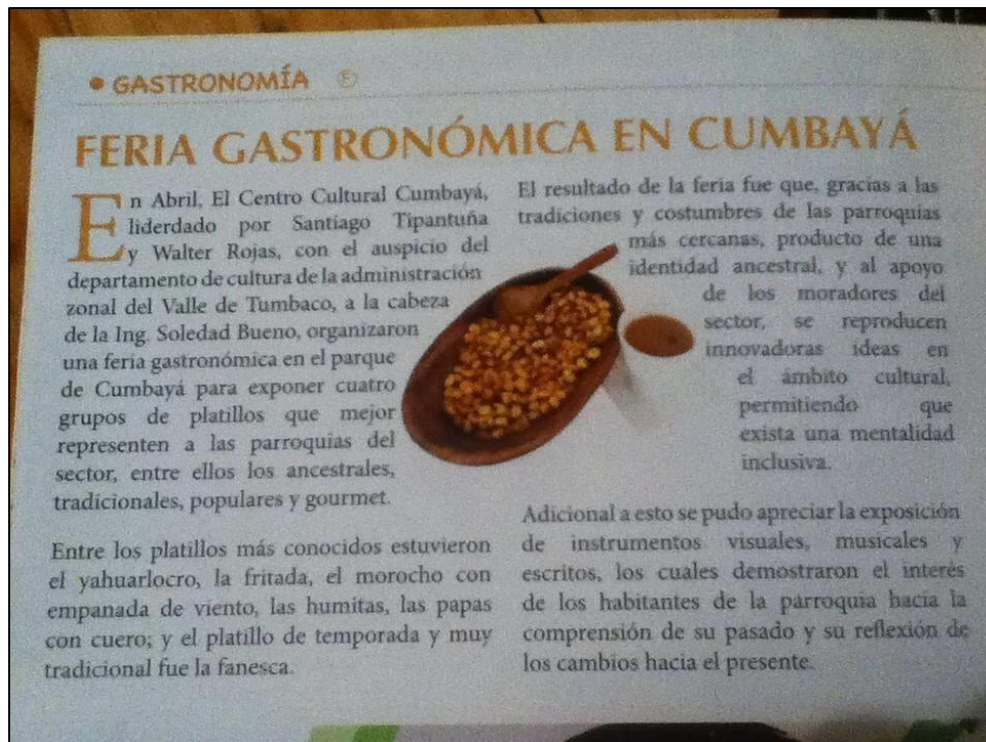 • GASTRONOMÍA
FERIA GASTRONÓMICA EN CUMBAYÁ
En Abril, El Centro Cultural Cumbayá,
liderdado por Santiago Tipantuña
y Walter Rojas, con el auspicio del
departamento de cultura de la administración
zonal del Valle de Tumbaco, a la cabeza
de la Ing. Soledad Bueno, organizaron
una feria gastronómica en el parque
de Cumbayá para exponer cuatro
grupos de platillos que mejor
representen a las parroquias del
sector, entre ellos los ancestrales,
tradicionales, populares y gourmet.
Entre los platillos más conocidos estuvieron
el yahuarlocro, la fritada, el morocho con
empanada de viento, las humitas, las papas
con cuero; y el platillo de temporada y muy
tradicional fue la fanesca.
El resultado de la feria fue que, gracias a las
tradiciones y costumbres de las parroquias
más cercanas, producto de una
identidad ancestral, y al apoyo
de los moradores del
sector, se reproducen
innovadoras ideas en
el ámbito cultural,
permitiendo que
exista una mentalidad
inclusiva.
Adicional a esto se pudo apreciar la exposición
de instrumentos visuales, musicales y
escritos, los cuales demostraron el interés
de los habitantes de la parroquia hacia la
comprensión de su pasado y su reflexión de
los cambios hacia el presente.